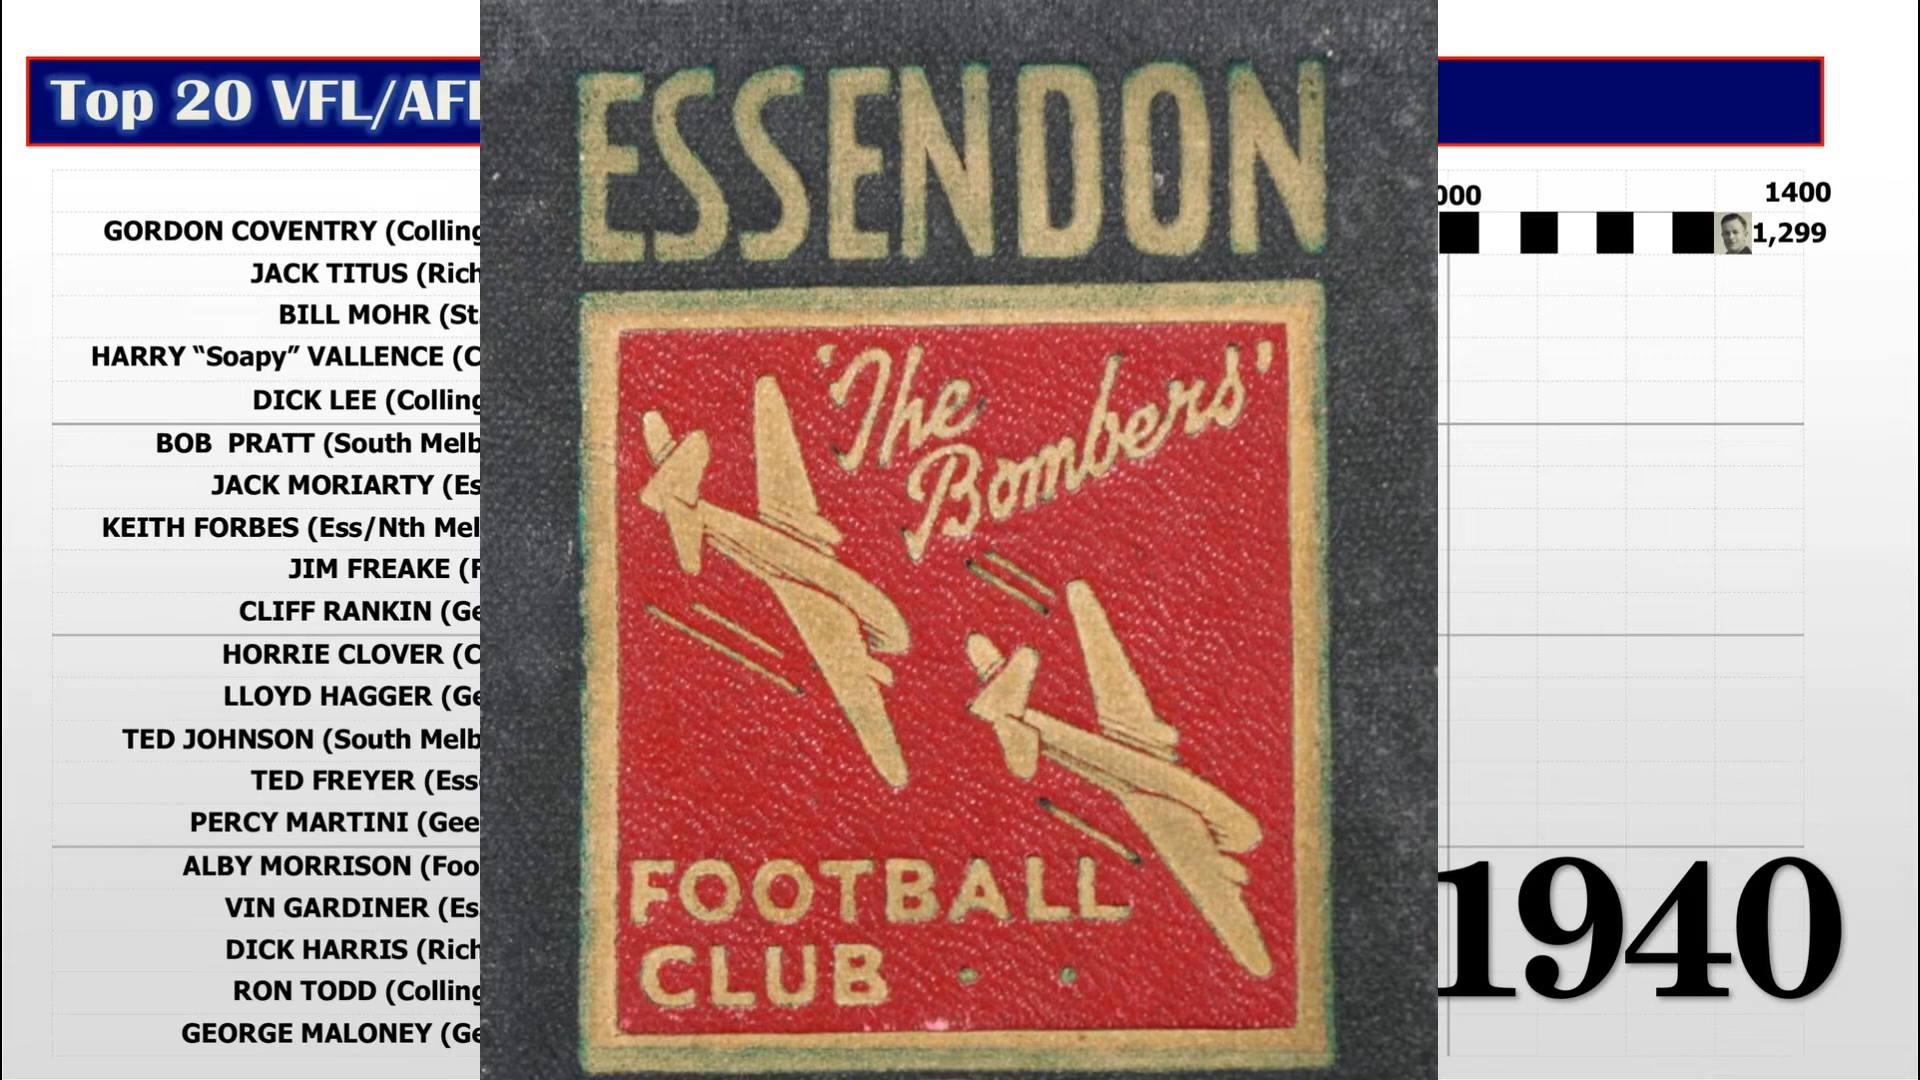 Top 20 VFL/AF
000
1400
GORDON COVENTRY (Colling
1,299
JACK TITUS (Rich
BILL MOHR (St
HARRY “Soapy” VALLENCE (C
DICK LEE (Colling
BOB PRATT (South Melb
JACK MORIARTY (Es
KEITH FORBES (Ess/Nth Mel
JIM FREAKE (F
CLIFF RANKIN (Ge
HORRIE CLOVER (C
LLOYD HAGGER (Ge
TED JOHNSON (South Melb
TED FREYER (Ess
PERCY MARTINI (Gee
ALBY MORRISON (Foo
VIN GARDINER (Es
DICK HARRIS (Rich
RON TODD (Colling
GEORGE MALONEY (Ge
ESSENDON
'The
Bombers'
FOOTBALL
CLUB
1940